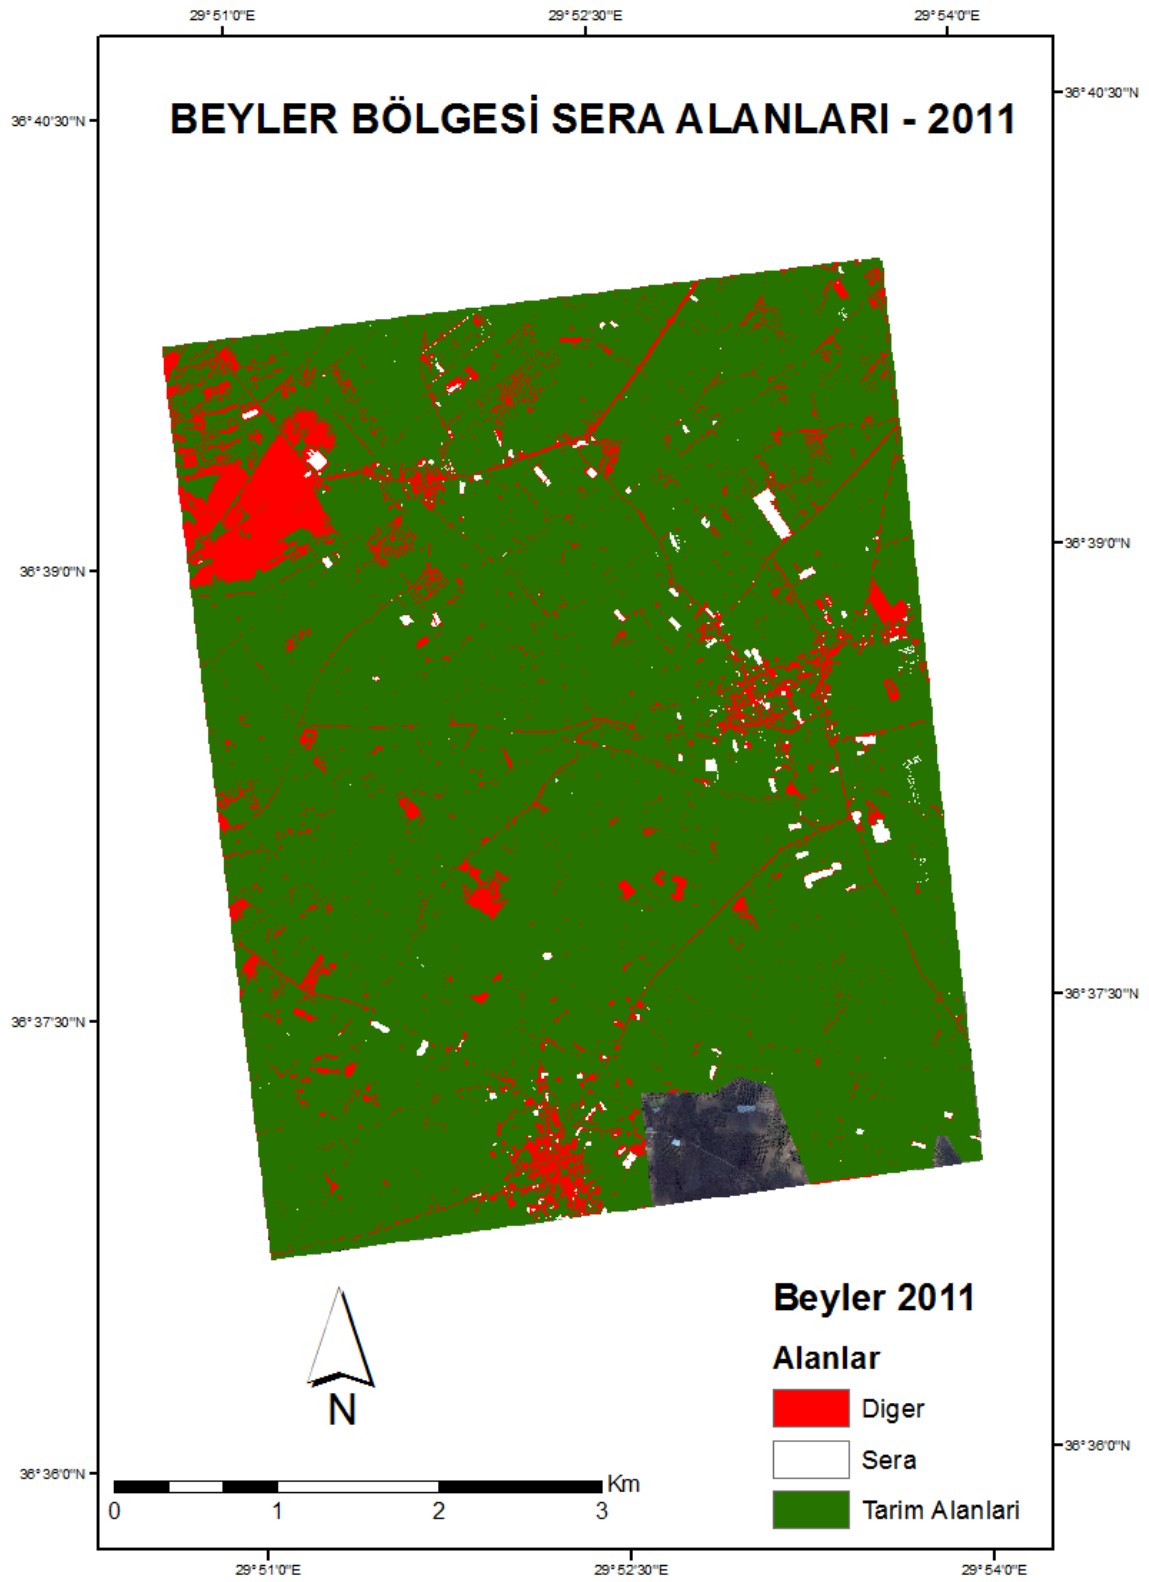 29°51'0"E 29°52'30"E 29°54'0"E
36°40'30"N
36°40'30"N
BEYLER BÖLGESİ SERA ALANLARI - 2011
36°39'0"N
36°39'0"N
36°37'30"N
36°37'30"N
Beyler 2011
Alanlar
Diger
Sera
Tarim Alanlari
N
36°36'0"N
36°36'0"N
Km
0 1 2 3
29°51'0"E 29°52'30"E 29°54'0"E